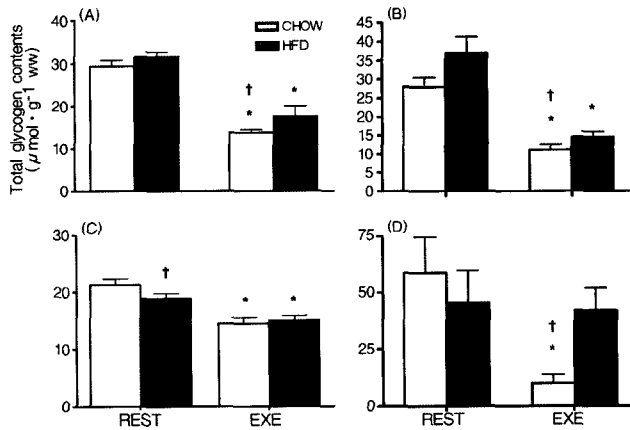 Total glycogen contents
(μmol・g⁻¹ ww)
(A)
40
30
20
10
0
†
*
*
CHOW
HFD
(B)
45
40
35
30
25
20
15
10
5
0
†
*
*
(C)
30
20
10
0
†
*
*
REST
EXE
(D)
75
50
25
0
†
*
REST
EXE